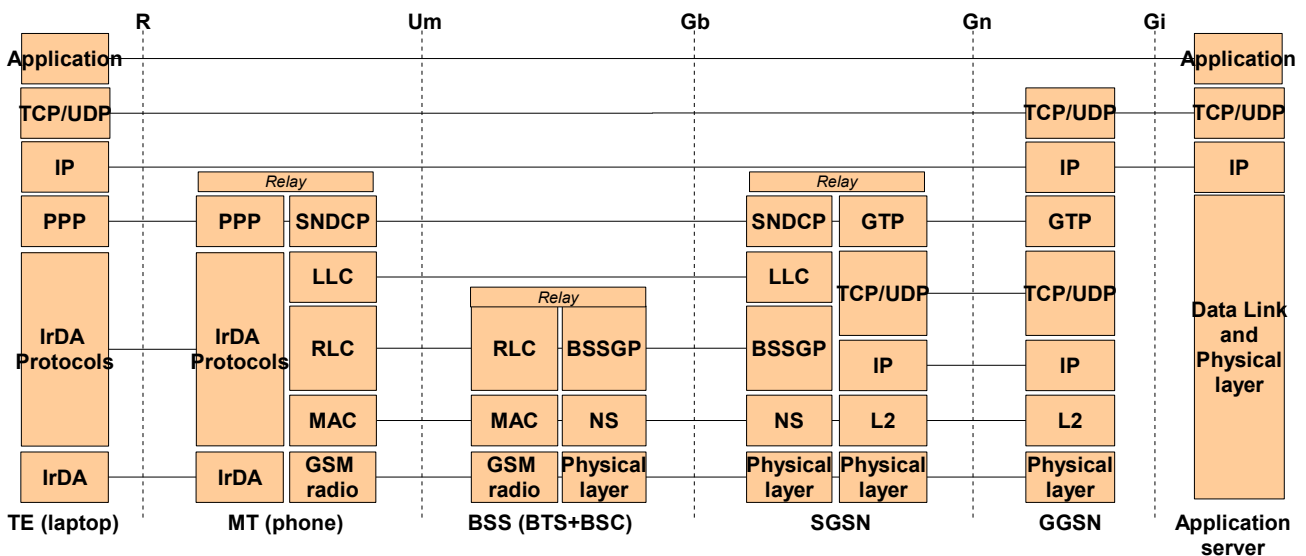 R Um Gb Gn Gi
Application Application
TCP/UDP TCP/UDP TCP/UDP
IP IP IP
Relay Relay
PPP PPP SNDCP SNDCP GTP GTP
LLC LLC
TCP/UDP TCP/UDP
Relay
IrDA
Protocols
IrDA
Protocols
RLC RLC BSSGP BSSGP
IP IP
Data Link
and
Physical
layer
MAC MAC NS NS L2 L2
IrDA IrDA
GSM
radio
GSM
radio
Physical
layer
Physical
layer
Physical
layer
Physical
layer
TE (laptop) MT (phone) BSS (BTS+BSC) SGSN GGSN
Application
server